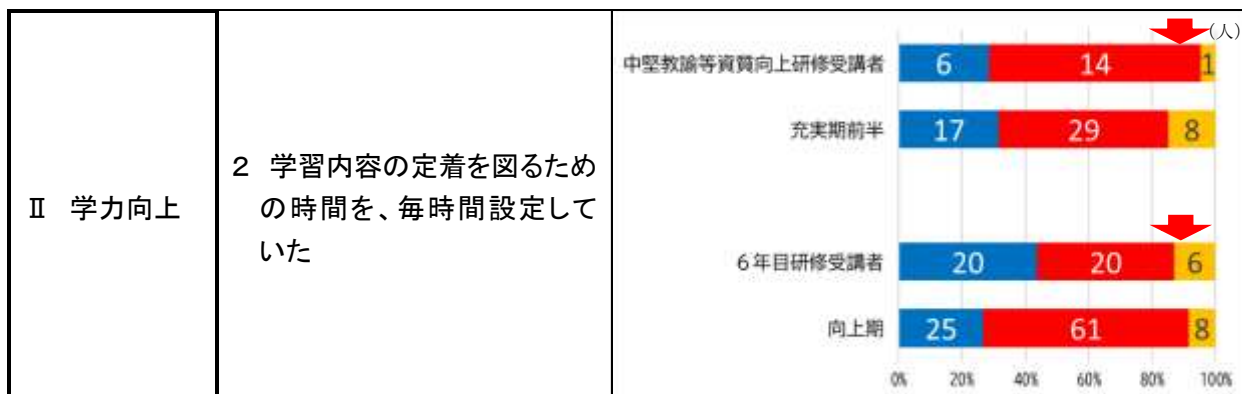 Ⅱ 学力向上
2 学習内容の定着を図るため
の時間を、毎時間設定して
いた
(人)
中堅教諭等資質向上研修受講者
6 14 1
充実期前半
17 29 8
6年目研修受講者
20 20 6
向上期
25 61 8
0% 20% 40% 60% 80% 100%